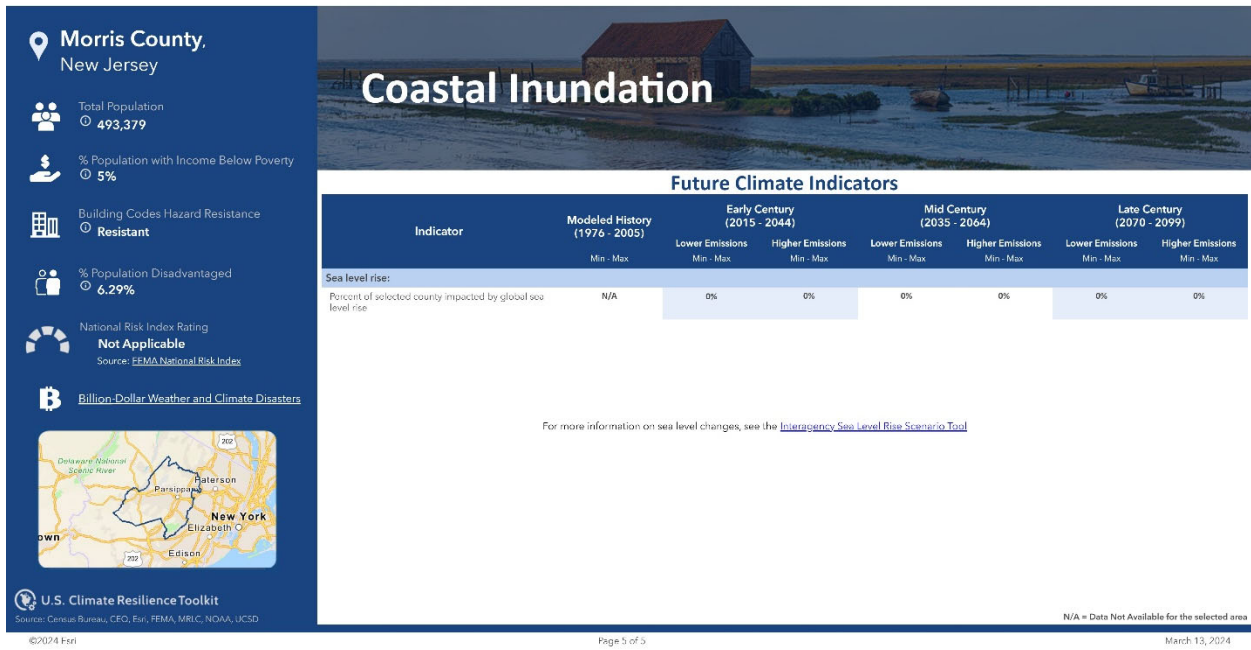 Morris County,
New Jersey
Total Population
493,379
% Population with Income Below Poverty
5%
Building Codes Hazard Resistance
Resistant
% Population Disadvantaged
6.29%
National Risk Index Rating
Not Applicable
Source: FEMA National Risk Index
Billion-Dollar Weather and Climate Disasters
202
Delaware National
Scenic River
Paterson
Parsippany
New York
Elizabeth
own
Edison
202
U.S. Climate Resilience Toolkit
Source: Census Bureau, CEQ, Esri, FEMA, MRLC, NOAA, UCSD
Coastal Inundation
Future Climate Indicators
Indicator
Modeled History
(1976 - 2005)
Min - Max
Early Century
(2015 - 2044)
Mid Century
(2035 - 2064)
Late Century
(2070 - 2099)
Lower Emissions Higher Emissions Lower Emissions Higher Emissions Lower Emissions Higher Emissions
Min - Max Min - Max Min - Max Min - Max Min - Max Min - Max
Sea level rise:
Percent of selected county impacted by global sea
level rise
N/A 0% 0% 0% 0% 0% 0%
For more information on sea level changes, see the Interagency Sea Level Rise Scenario Tool
N/A = Data Not Available for the selected area
©2024 Esri
Page 5 of 5
March 13, 2024